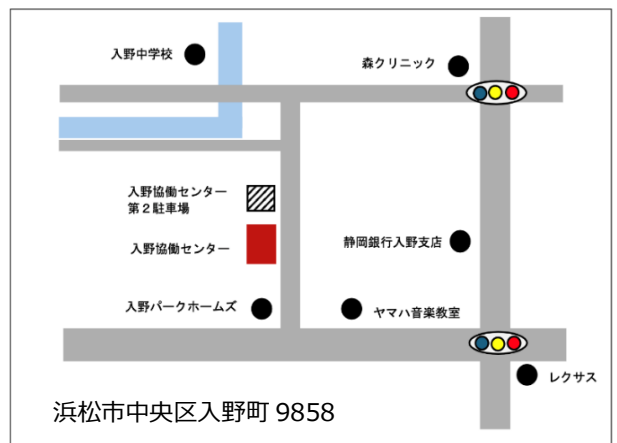 入野中学校
森クリニック
入野協働センター
第2駐車場
入野協働センター
静岡銀行入野支店
入野パークホームズ
ヤマハ音楽教室
レクサス
浜松市中央区入野町 9858